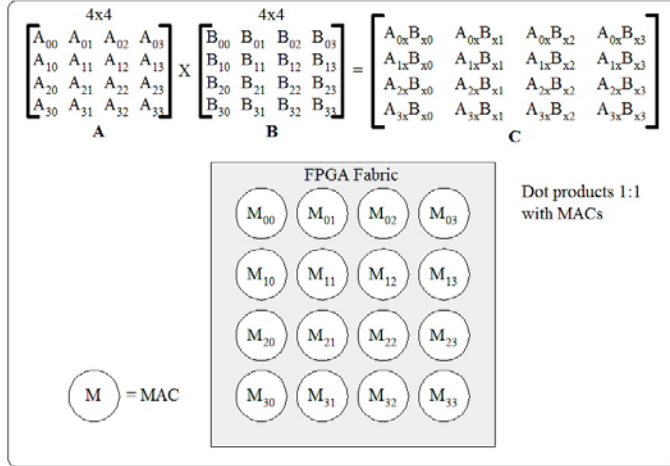 4x4 4x4
A00 A01 A02 A03 B00 B01 B02 B03 A0xBx0 A0xBx1 A0xBx2 A0xBx3
A10 A11 A12 A13 B10 B11 B12 B13 A1xBx0 A1xBx1 A1xBx2 A1xBx3
X =
A20 A21 A22 A23 B20 B21 B22 B23 A2xBx0 A2xBx1 A2xBx2 A2xBx3
A30 A31 A32 A33 B30 B31 B32 B33 A3xBx0 A3xBx1 A3xBx2 A3xBx3
A B C
FPGA Fabric
Dot products 1:1
with MACs
M00 M01 M02 M03
M10 M11 M12 M13
M20 M21 M22 M23
M30 M31 M32 M33
M = MAC